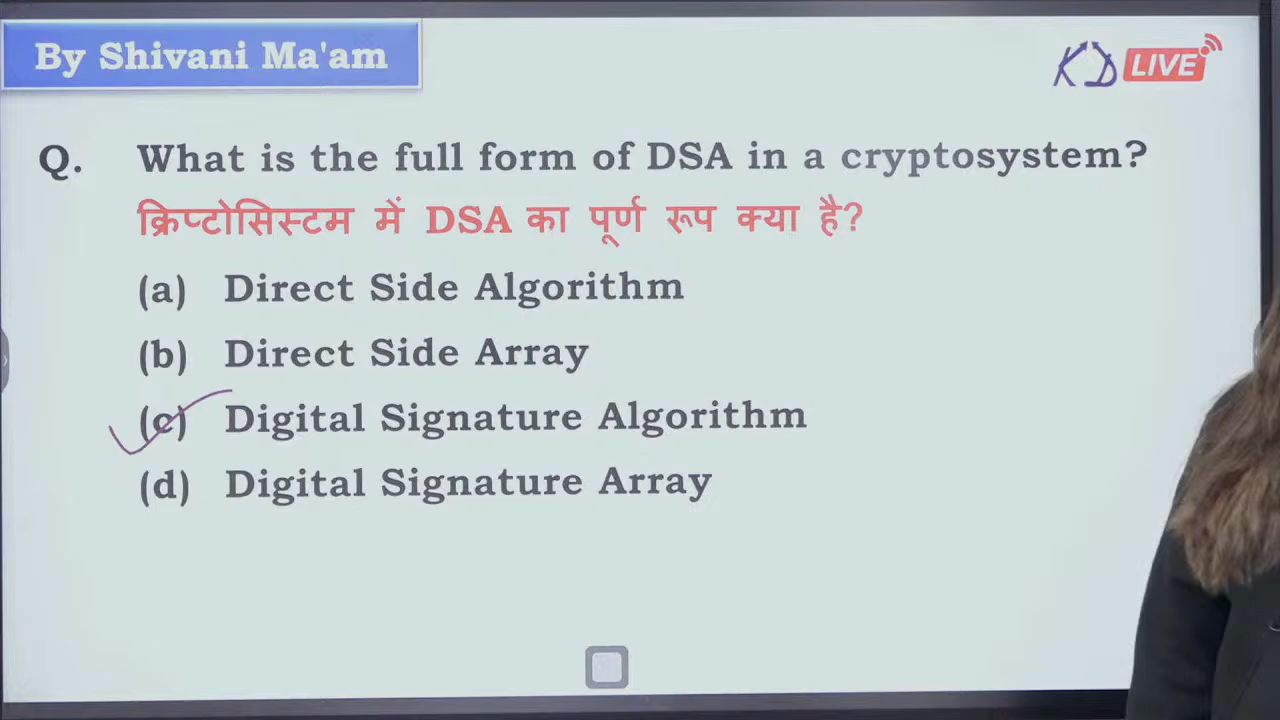 By Shivani Ma'am
KD LIVE
Q. What is the full form of DSA in a cryptosystem?
क्रिप्टोसिस्टम में DSA का पूर्ण रूप क्या है?
(a) Direct Side Algorithm
(b) Direct Side Array
(c) Digital Signature Algorithm
(d) Digital Signature Array